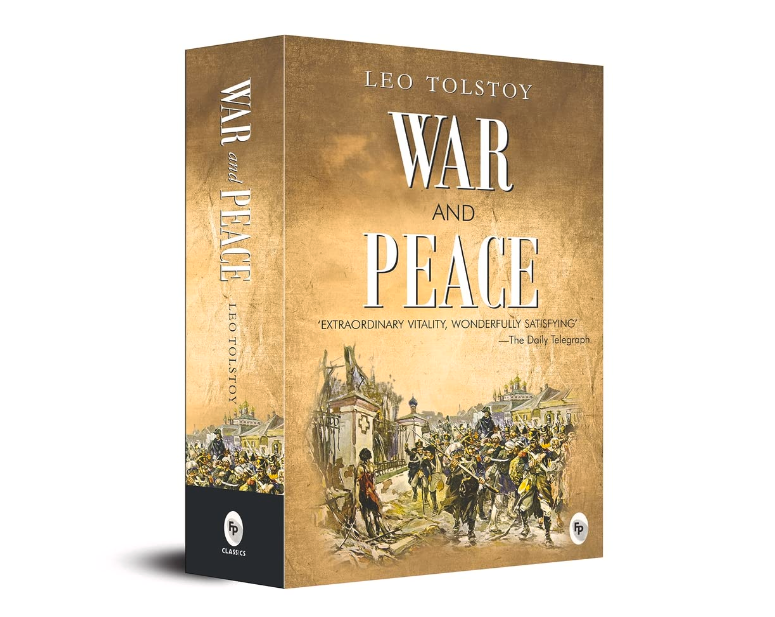 WAR and PEACE LEO TOLSTOY
FP
CLASSICS
LEO TOLSTOY
WAR
AND
PEACE
‘EXTRAORDINARY VITALITY, WONDERFULLY SATISFYING’
—The Daily Telegraph
FP